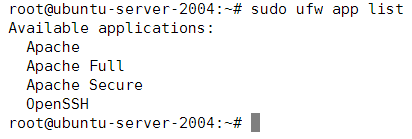 root@ubuntu-server-2004:~# sudo ufw app list
Available applications:
  Apache
  Apache Full
  Apache Secure
  OpenSSH
root@ubuntu-server-2004:~#